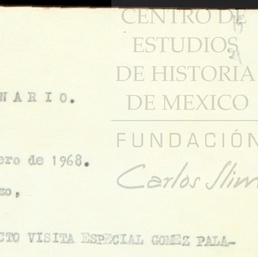 CENTRO DE
ESTUDIOS
DE HISTORIA
DE MEXICO
FUNDACIÓN
Carlos Slim
NARIO.
ero de 1968.
zo,
CTO VISITA ESPECIAL GOMEZ PALA-